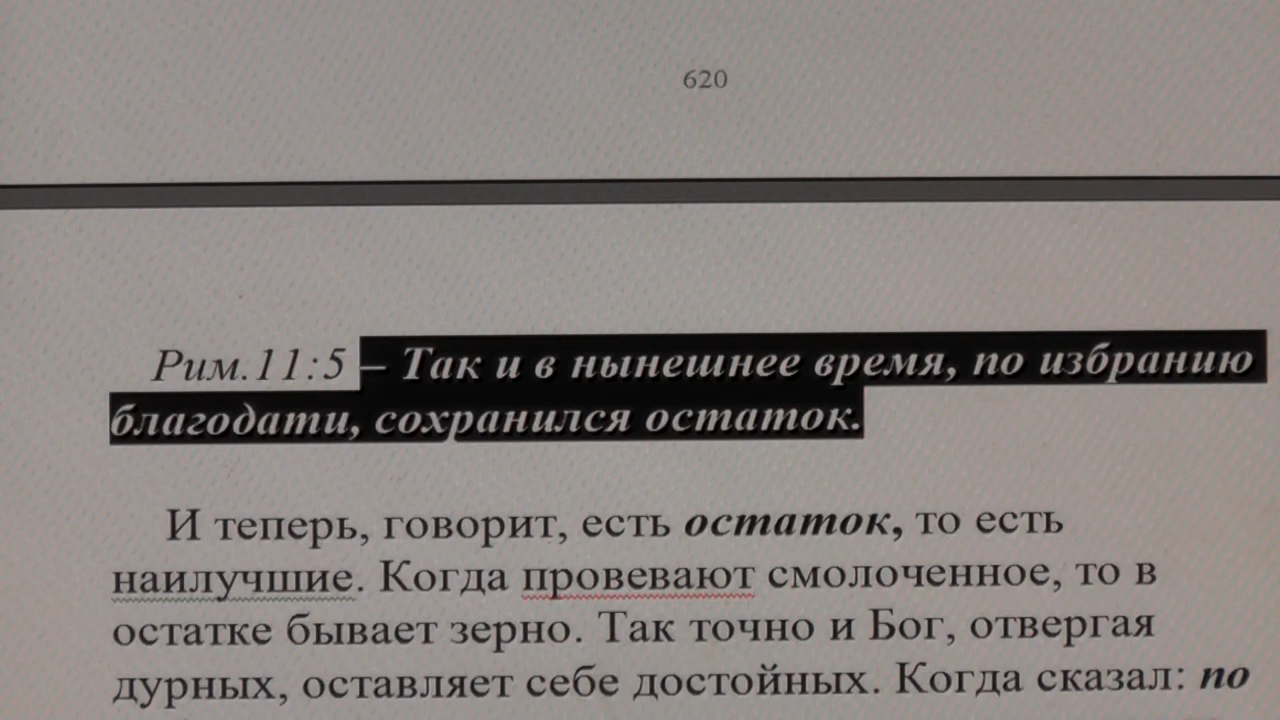 620
Рим.11:5 – Так и в нынешнее время, по избранию
благодати, сохранился остаток.
И теперь, говорит, есть остаток, то есть
наилучшие. Когда провевают смолоченное, то в
остатке бывает зерно. Так точно и Бог, отвергая
дурных, оставляет себе достойных. Когда сказал: по